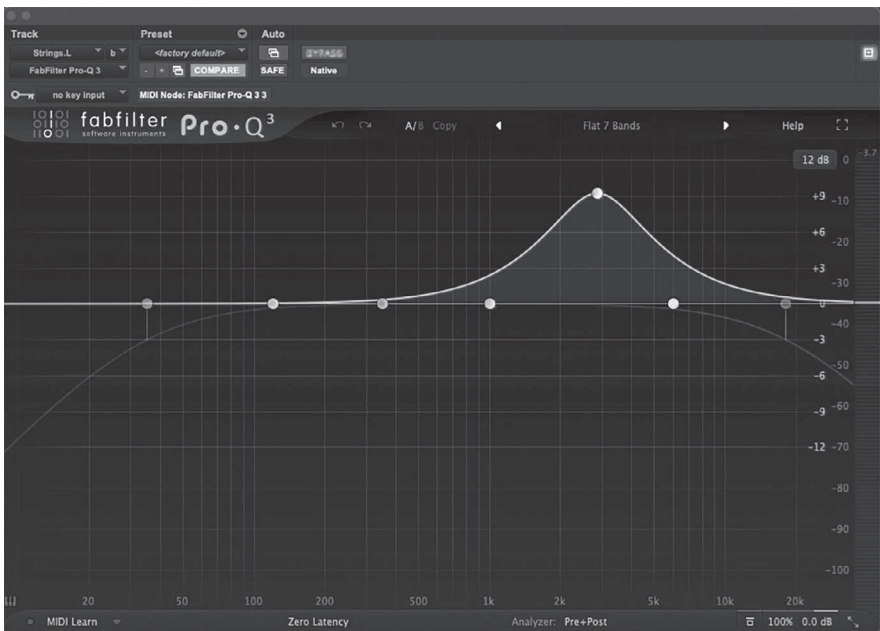 Track Preset Auto
Strings.L b <factory default> BYPASS
FabFilter Pro-Q 3 - + COMPARE SAFE Native
no key input MIDI Node: FabFilter Pro-Q 3 3
fabfilter
software instruments
Pro·Q3
A/B Copy Flat 7 Bands Help
12 dB 0 -3.7
+9 -10
+6 -20
+3 -30
0 -40
-3 -50
-6 -60
-9
-12 -70
-80
-90
-100
20 50 100 200 500 1k 2k 5k 10k 20k
MIDI Learn Zero Latency Analyzer: Pre+Post 100% 0.0 dB